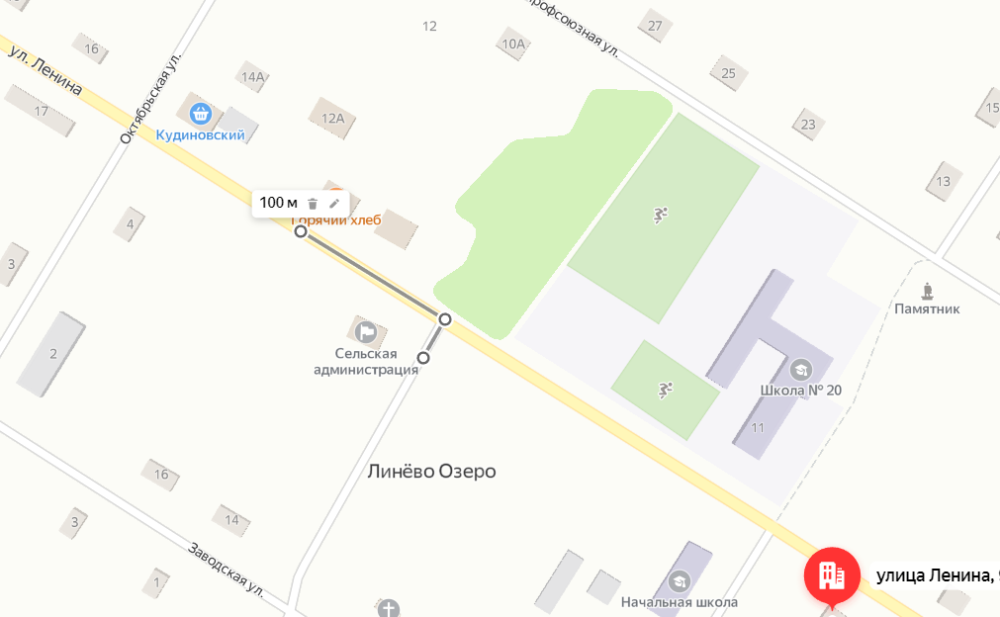 Профсоюзная ул.
12
27
16
ул. Ленина
10А
25
14А
Октябрьская ул.
17
15
Кудиновский
12А
23
13
100 м
Горячий хлеб
4
3
Памятник
2
Сельская
администрация
Школа № 20
11
Линёво Озеро
16
14
3
Заводская ул.
1
улица Ленина, 9
Начальная школа